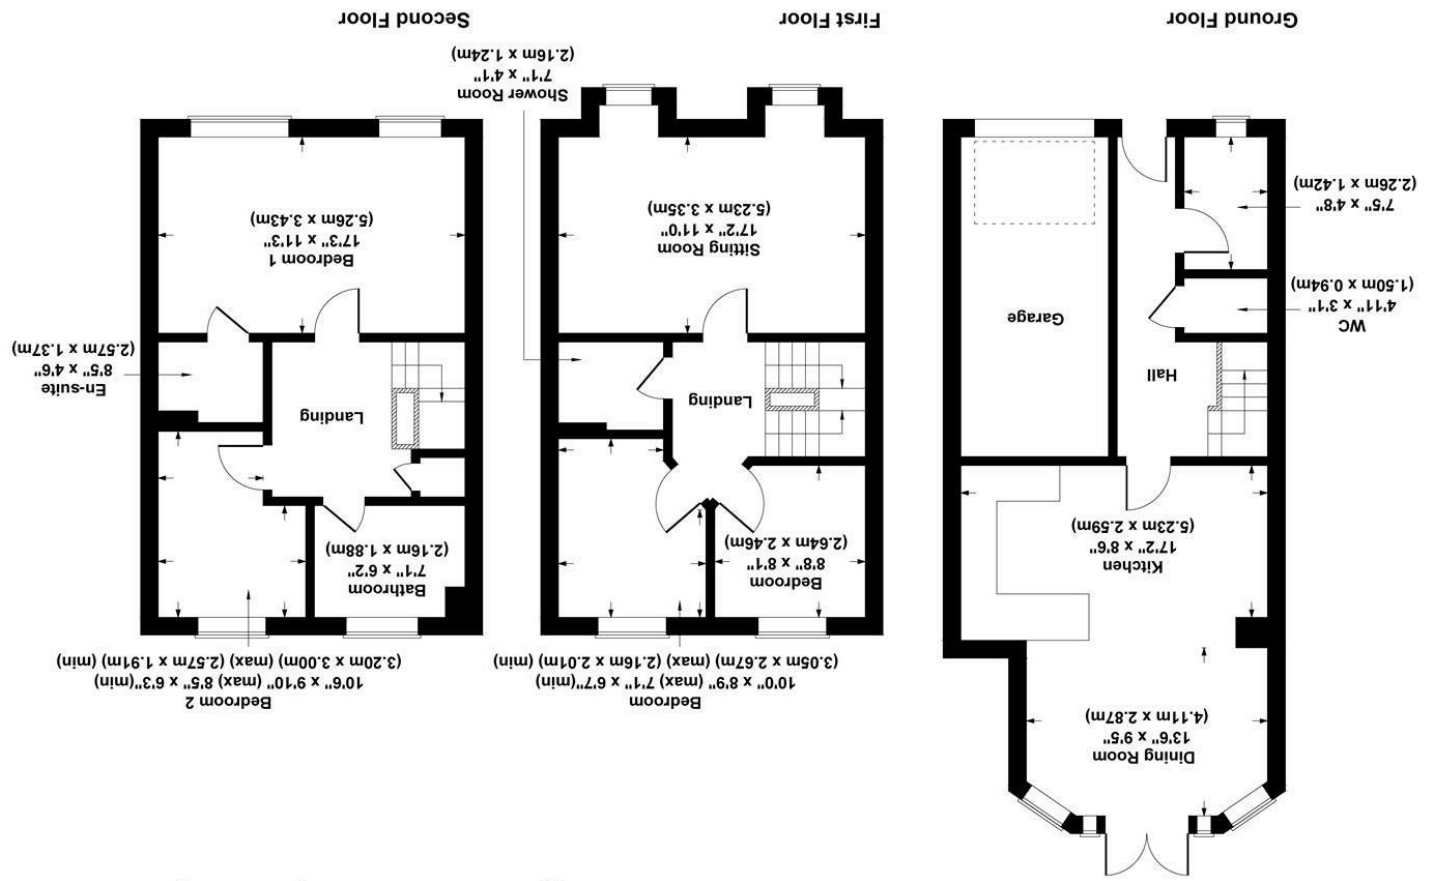 Dining Room
13'6" x 9'5"
(4.11m x 2.87m)
Kitchen
17'2" x 8'6"
(5.23m x 2.59m)
Hall
WC
4'11" x 3'1"
(1.50m x 0.94m)
Garage
7'5" x 4'8"
(2.26m x 1.42m)
Ground Floor
Bedroom
10'0" x 8'9" (max) 7'1" x 6'7"(min)
(3.05m x 2.67m) (max) (2.16m x 2.01m) (min)
Bedroom
8'8" x 8'1"
(2.64m x 2.46m)
Landing
Sitting Room
17'2" x 11'0"
(5.23m x 3.35m)
Shower Room
7'1" x 4'1"
(2.16m x 1.24m)
First Floor
Bedroom 2
10'6" x 9'10" (max) 8'5" x 6'3"(min)
(3.20m x 3.00m) (max) (2.57m x 1.91m) (min)
Bathroom
7'1" x 6'2"
(2.16m x 1.88m)
Landing
En-suite
8'5" x 4'6"
(2.57m x 1.37m)
Bedroom 1
17'3" x 11'3"
(5.26m x 3.43m)
Second Floor